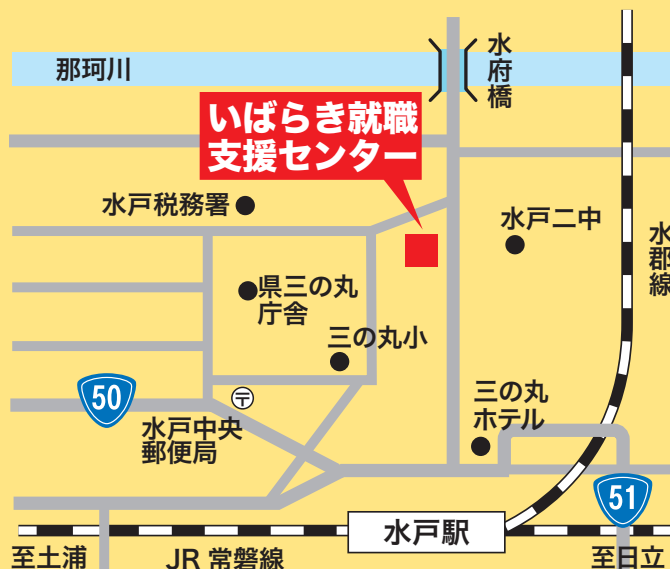 那珂川
水府橋
いばらき就職
支援センター
水戸税務署
水戸二中
水郡線
県三の丸
庁舎
三の丸小
50
〒
水戸中央
郵便局
三の丸
ホテル
51
水戸駅
至土浦
JR 常磐線
至日立